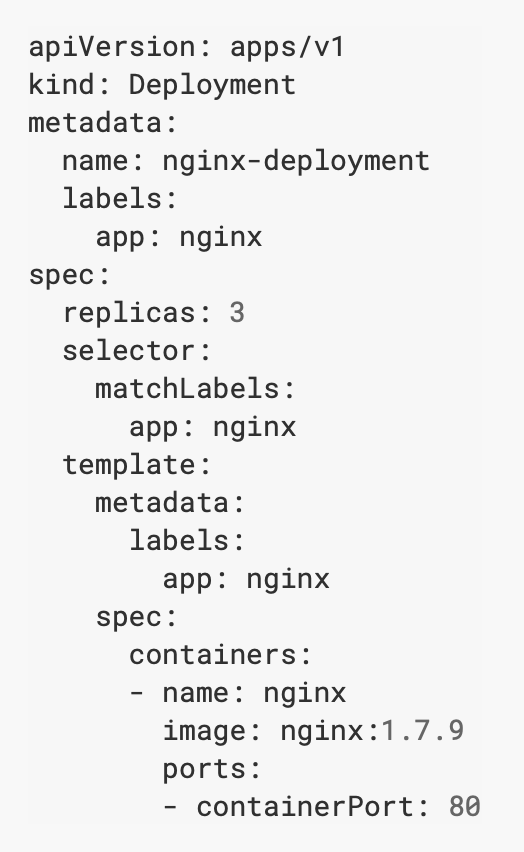 apiVersion: apps/v1
kind: Deployment
metadata:
  name: nginx-deployment
  labels:
    app: nginx
spec:
  replicas: 3
  selector:
    matchLabels:
      app: nginx
  template:
    metadata:
      labels:
        app: nginx
    spec:
      containers:
      - name: nginx
        image: nginx:1.7.9
        ports:
        - containerPort: 80